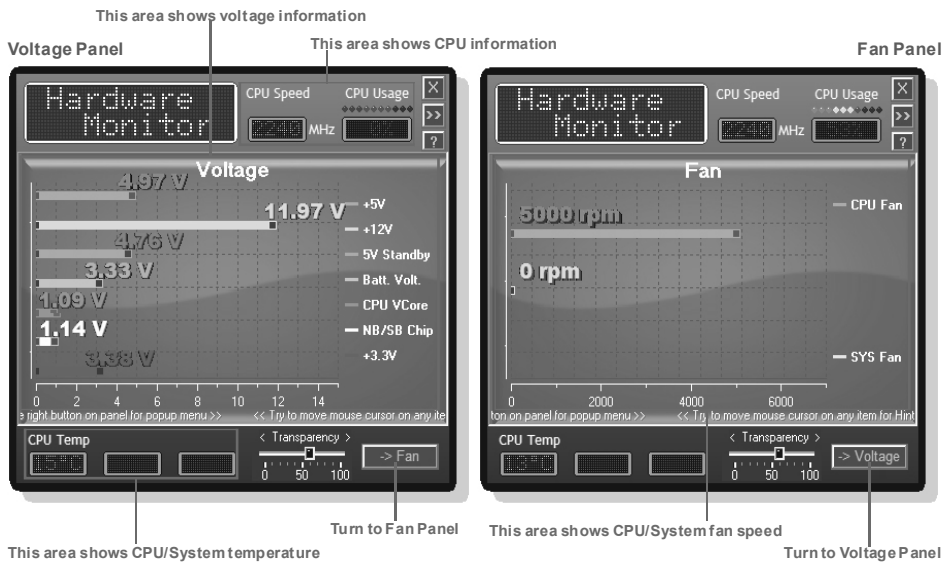 This area shows voltage information
This area shows CPU information
Voltage Panel
Hardware
Monitor
CPU Speed
2240 MHz
CPU Usage
X
>>
?
Voltage
4.97 V
11.97 V
4.76 V
3.33 V
1.09 V
1.14 V
3.38 V
+5V
+12V
5V Standby
Batt. Volt.
CPU VCore
NB/SB Chip
+3.3V
0 2 4 6 8 10 12 14
right button on panel for popup menu >> << Try to move mouse cursor on any ite
CPU Temp
15°C
< Transparency >
0 50 100
-> Fan
This area shows CPU/System temperature
Turn to Fan Panel
Fan Panel
Hardware
Monitor
CPU Speed
2240 MHz
CPU Usage
X
>>
?
Fan
5000 rpm
0 rpm
CPU Fan
SYS Fan
0 2000 4000 6000
ton on panel for popup menu >> << Try to move mouse cursor on any item for Hint
CPU Temp
13°C
< Transparency >
0 50 100
-> Voltage
This area shows CPU/System fan speed
Turn to Voltage Panel